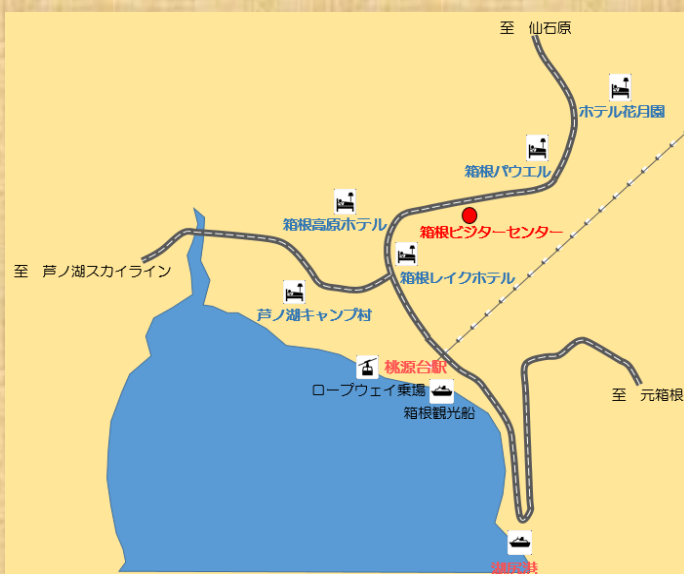 至　仙石原
ホテル花月園
箱根パウエル
箱根高原ホテル
箱根ビジターセンター
至　芦ノ湖スカイライン
箱根レイクホテル
芦ノ湖キャンプ村
桃源台駅
ロープウェイ乗場
箱根観光船
至　元箱根
湖尻港